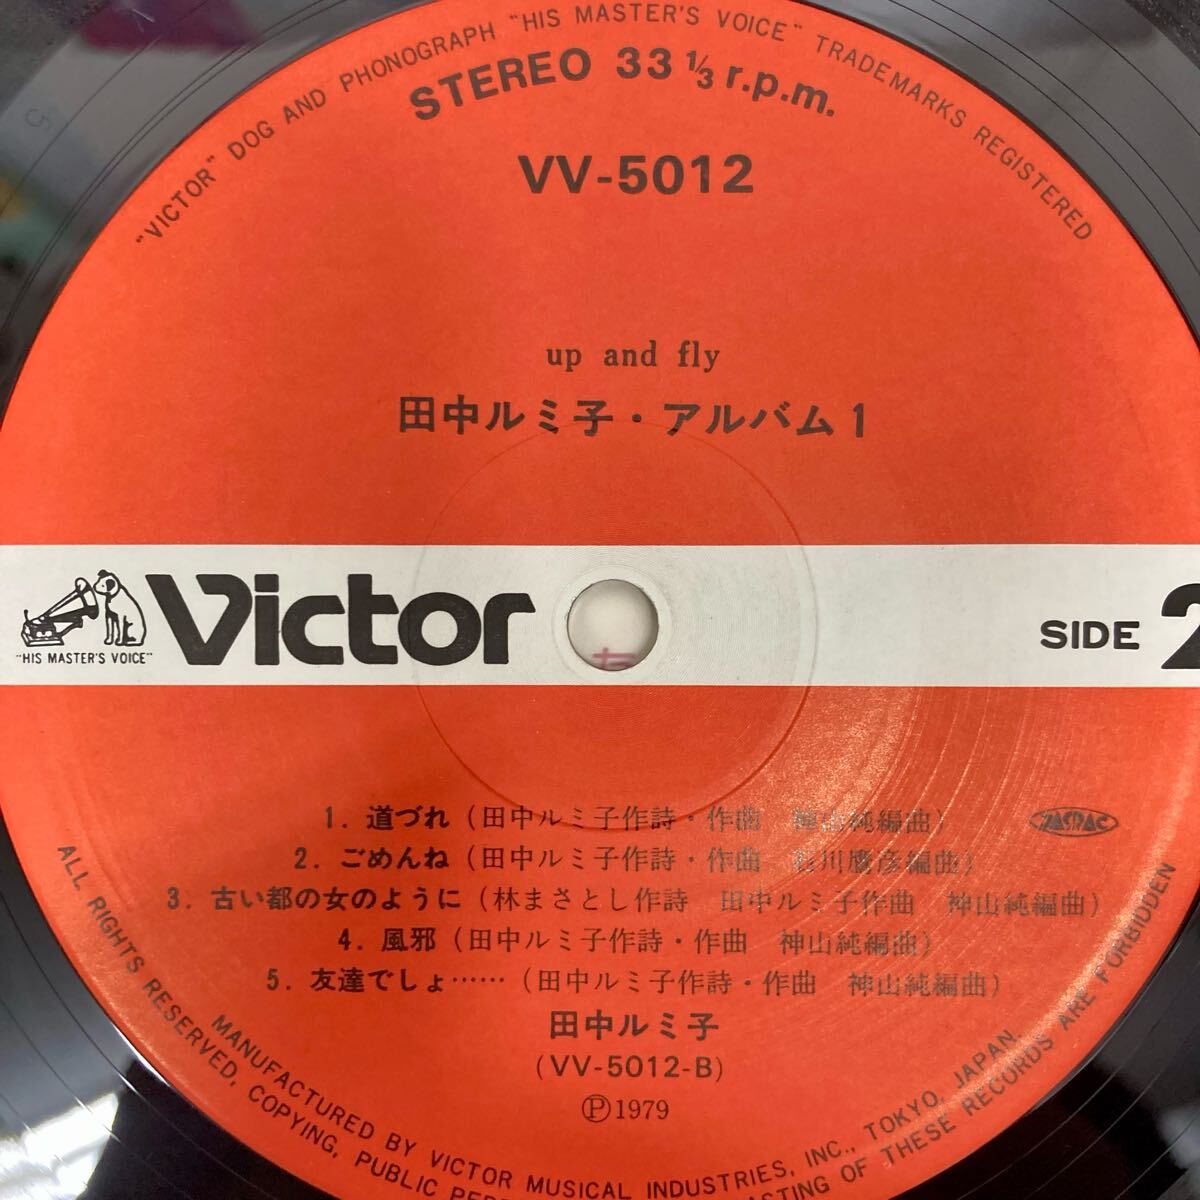 "VICTOR" DOG AND PHONOGRAPH "HIS MASTER'S VOICE" TRADEMARKS REGISTERED
STEREO 33 1/3 r.p.m.
VV-5012
up and fly
田中ルミ子・アルバム1
"HIS MASTER'S VOICE"
Victor
SIDE 2
1. 道づれ (田中ルミ子作詩・作曲 神山純編曲)
JASRAC
2. ごめんね (田中ルミ子作詩・作曲 石川鷹彦編曲)
3. 古い都の女のように (林まさとし作詩 田中ルミ子作曲 神山純編曲)
4. 風邪 (田中ルミ子作詩・作曲 神山純編曲)
5. 友達でしょ…… (田中ルミ子作詩・作曲 神山純編曲)
田中ルミ子
(VV-5012-B)
Ⓟ1979
MANUFACTURED BY VICTOR MUSICAL INDUSTRIES, INC., TOKYO, JAPAN.
ALL RIGHTS RESERVED, COPYING, PUBLIC OF THESE RECORDS ARE FORBIDDEN